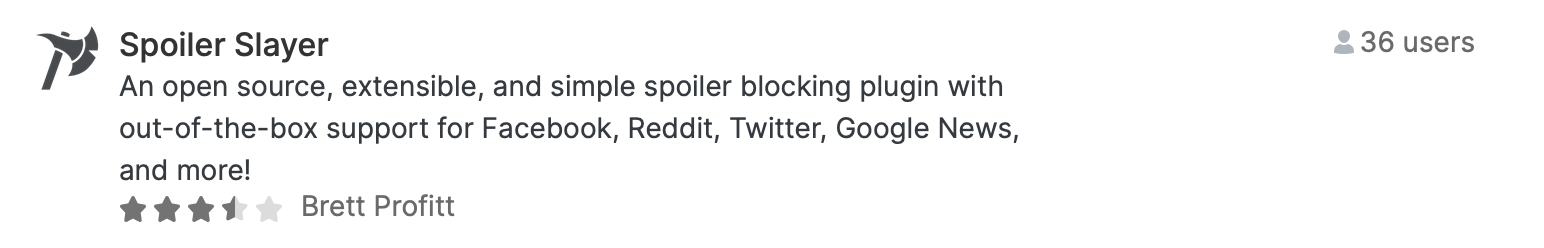 Spoiler Slayer
36 users
An open source, extensible, and simple spoiler blocking plugin with
out-of-the-box support for Facebook, Reddit, Twitter, Google News,
and more!
Brett Profitt